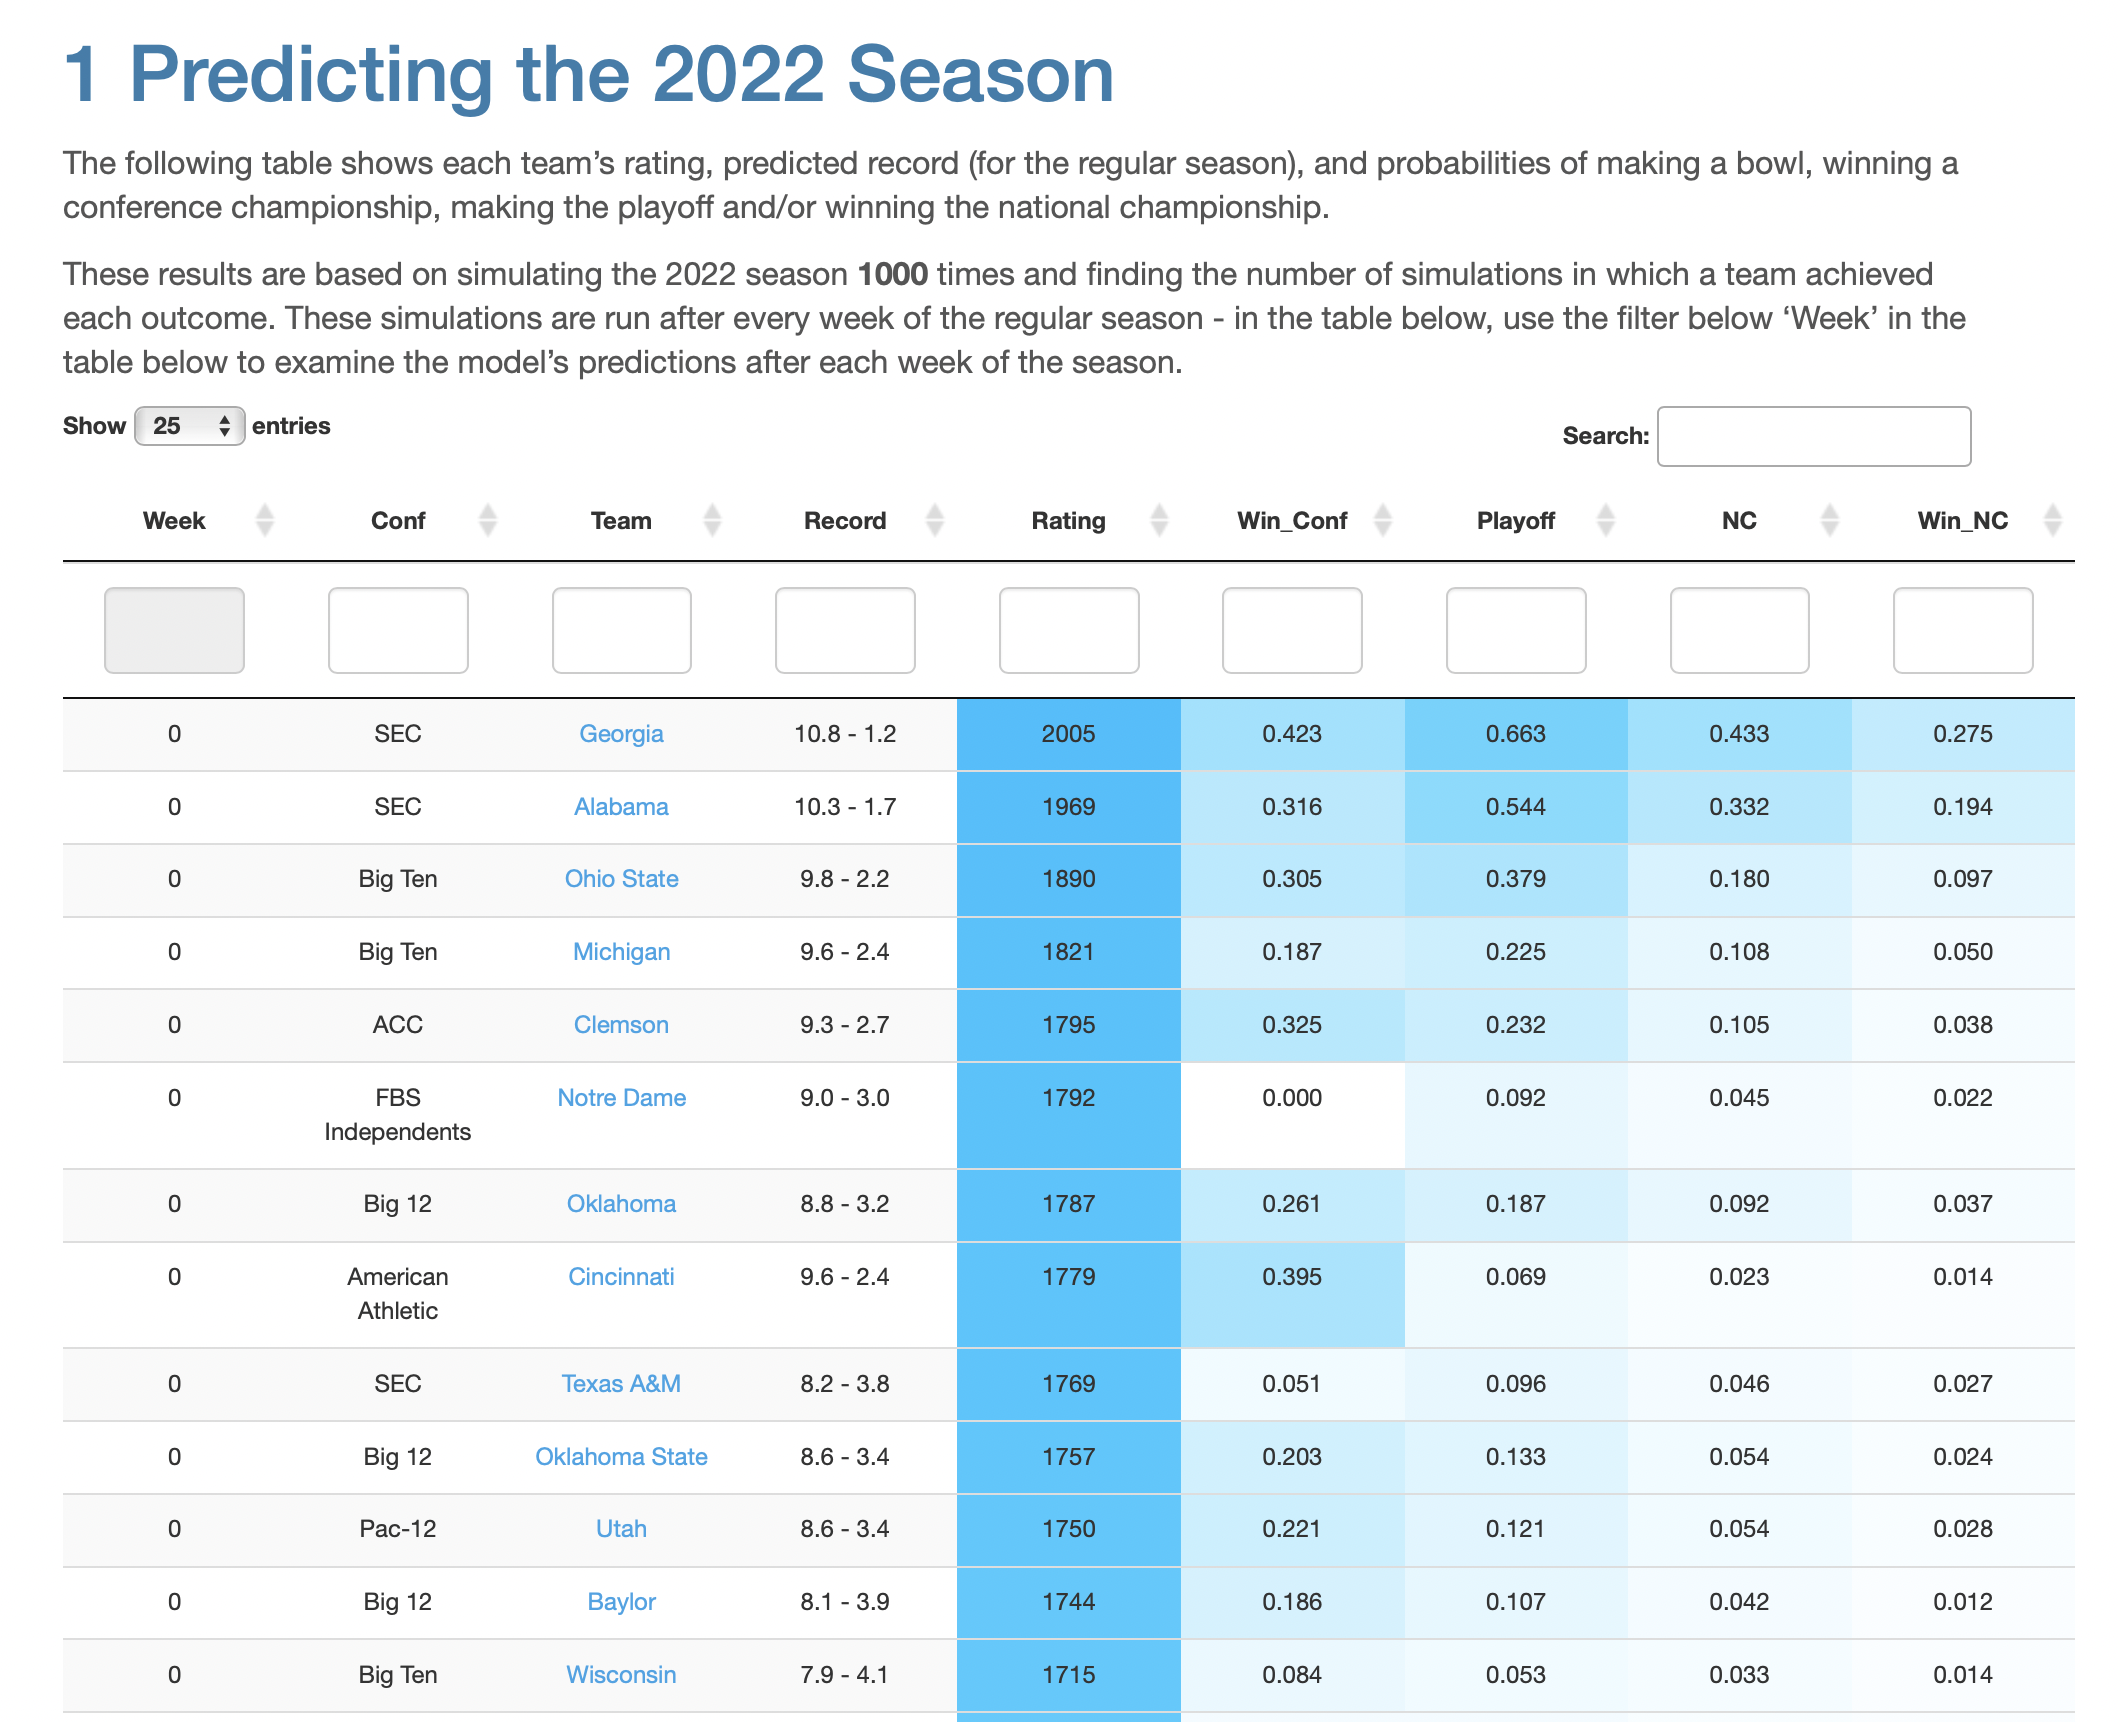 1 Predicting the 2022 Season
The following table shows each team’s rating, predicted record (for the regular season), and probabilities of making a bowl, winning a
conference championship, making the playoff and/or winning the national championship.
These results are based on simulating the 2022 season 1000 times and finding the number of simulations in which a team achieved
each outcome. These simulations are run after every week of the regular season - in the table below, use the filter below ‘Week’ in the
table below to examine the model’s predictions after each week of the season.
Show 25 entries
Search:
Week Conf Team Record Rating Win_Conf Playoff NC Win_NC
0 SEC Georgia 10.8 - 1.2 2005 0.423 0.663 0.433 0.275
0 SEC Alabama 10.3 - 1.7 1969 0.316 0.544 0.332 0.194
0 Big Ten Ohio State 9.8 - 2.2 1890 0.305 0.379 0.180 0.097
0 Big Ten Michigan 9.6 - 2.4 1821 0.187 0.225 0.108 0.050
0 ACC Clemson 9.3 - 2.7 1795 0.325 0.232 0.105 0.038
0 FBS Notre Dame 9.0 - 3.0 1792 0.000 0.092 0.045 0.022
Independents
0 Big 12 Oklahoma 8.8 - 3.2 1787 0.261 0.187 0.092 0.037
0 American Cincinnati 9.6 - 2.4 1779 0.395 0.069 0.023 0.014
Athletic
0 SEC Texas A&M 8.2 - 3.8 1769 0.051 0.096 0.046 0.027
0 Big 12 Oklahoma State 8.6 - 3.4 1757 0.203 0.133 0.054 0.024
0 Pac-12 Utah 8.6 - 3.4 1750 0.221 0.121 0.054 0.028
0 Big 12 Baylor 8.1 - 3.9 1744 0.186 0.107 0.042 0.012
0 Big Ten Wisconsin 7.9 - 4.1 1715 0.084 0.053 0.033 0.014